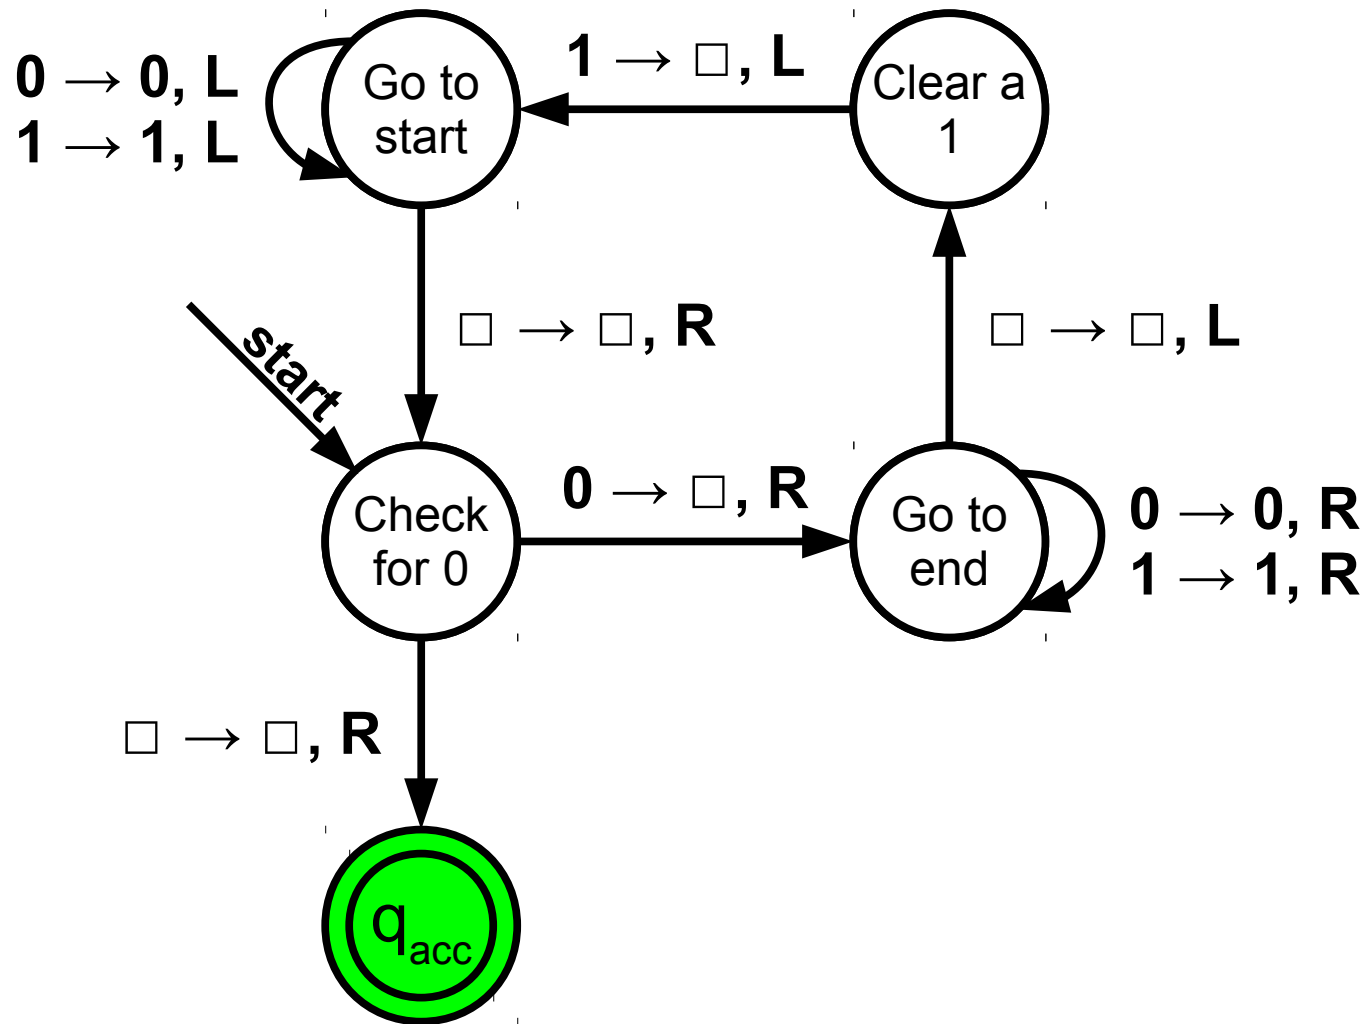 0 → 0, L
1 → 1, L
Go to
start
1 → □, L
Clear a
1
□ → □, R
□ → □, L
start
Check
for 0
0 → □, R
Go to
end
0 → 0, R
1 → 1, R
□ → □, R
qacc